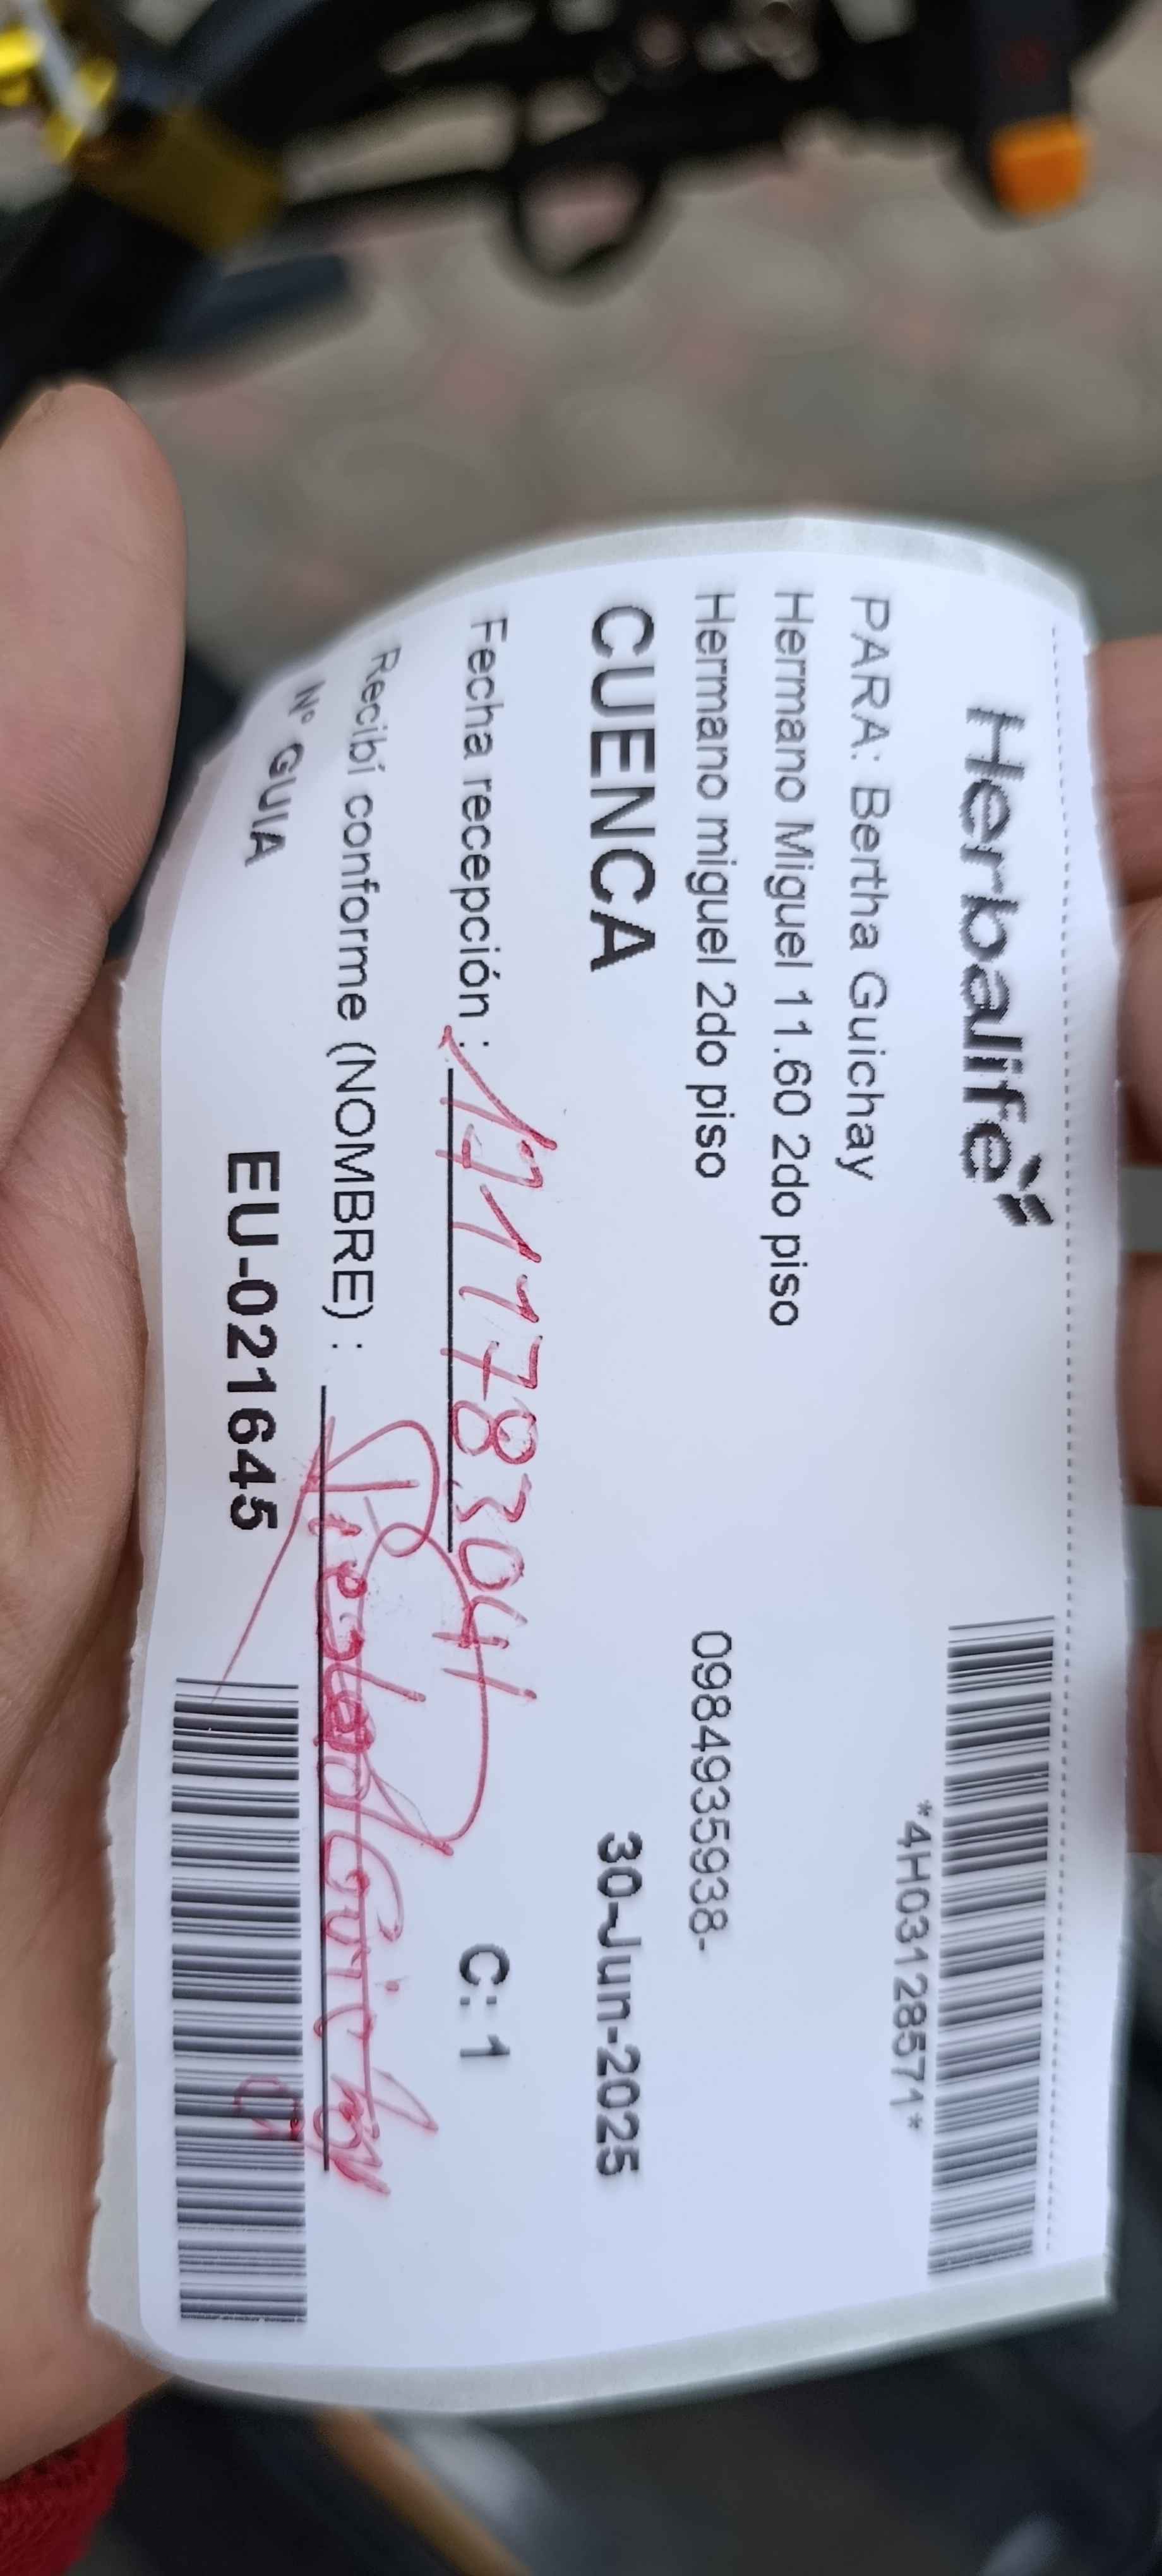 Herbalife
*4H03128571*
PARA: Bertha Guichay
Hermano Miguel 11.60 2do piso
Hermano miguel 2do piso 0984935938-
CUENCA 30-Jun-2025
Fecha recepción : C: 1
Recibí conforme (NOMBRE) : Guichay
N° GUIA EU-021645